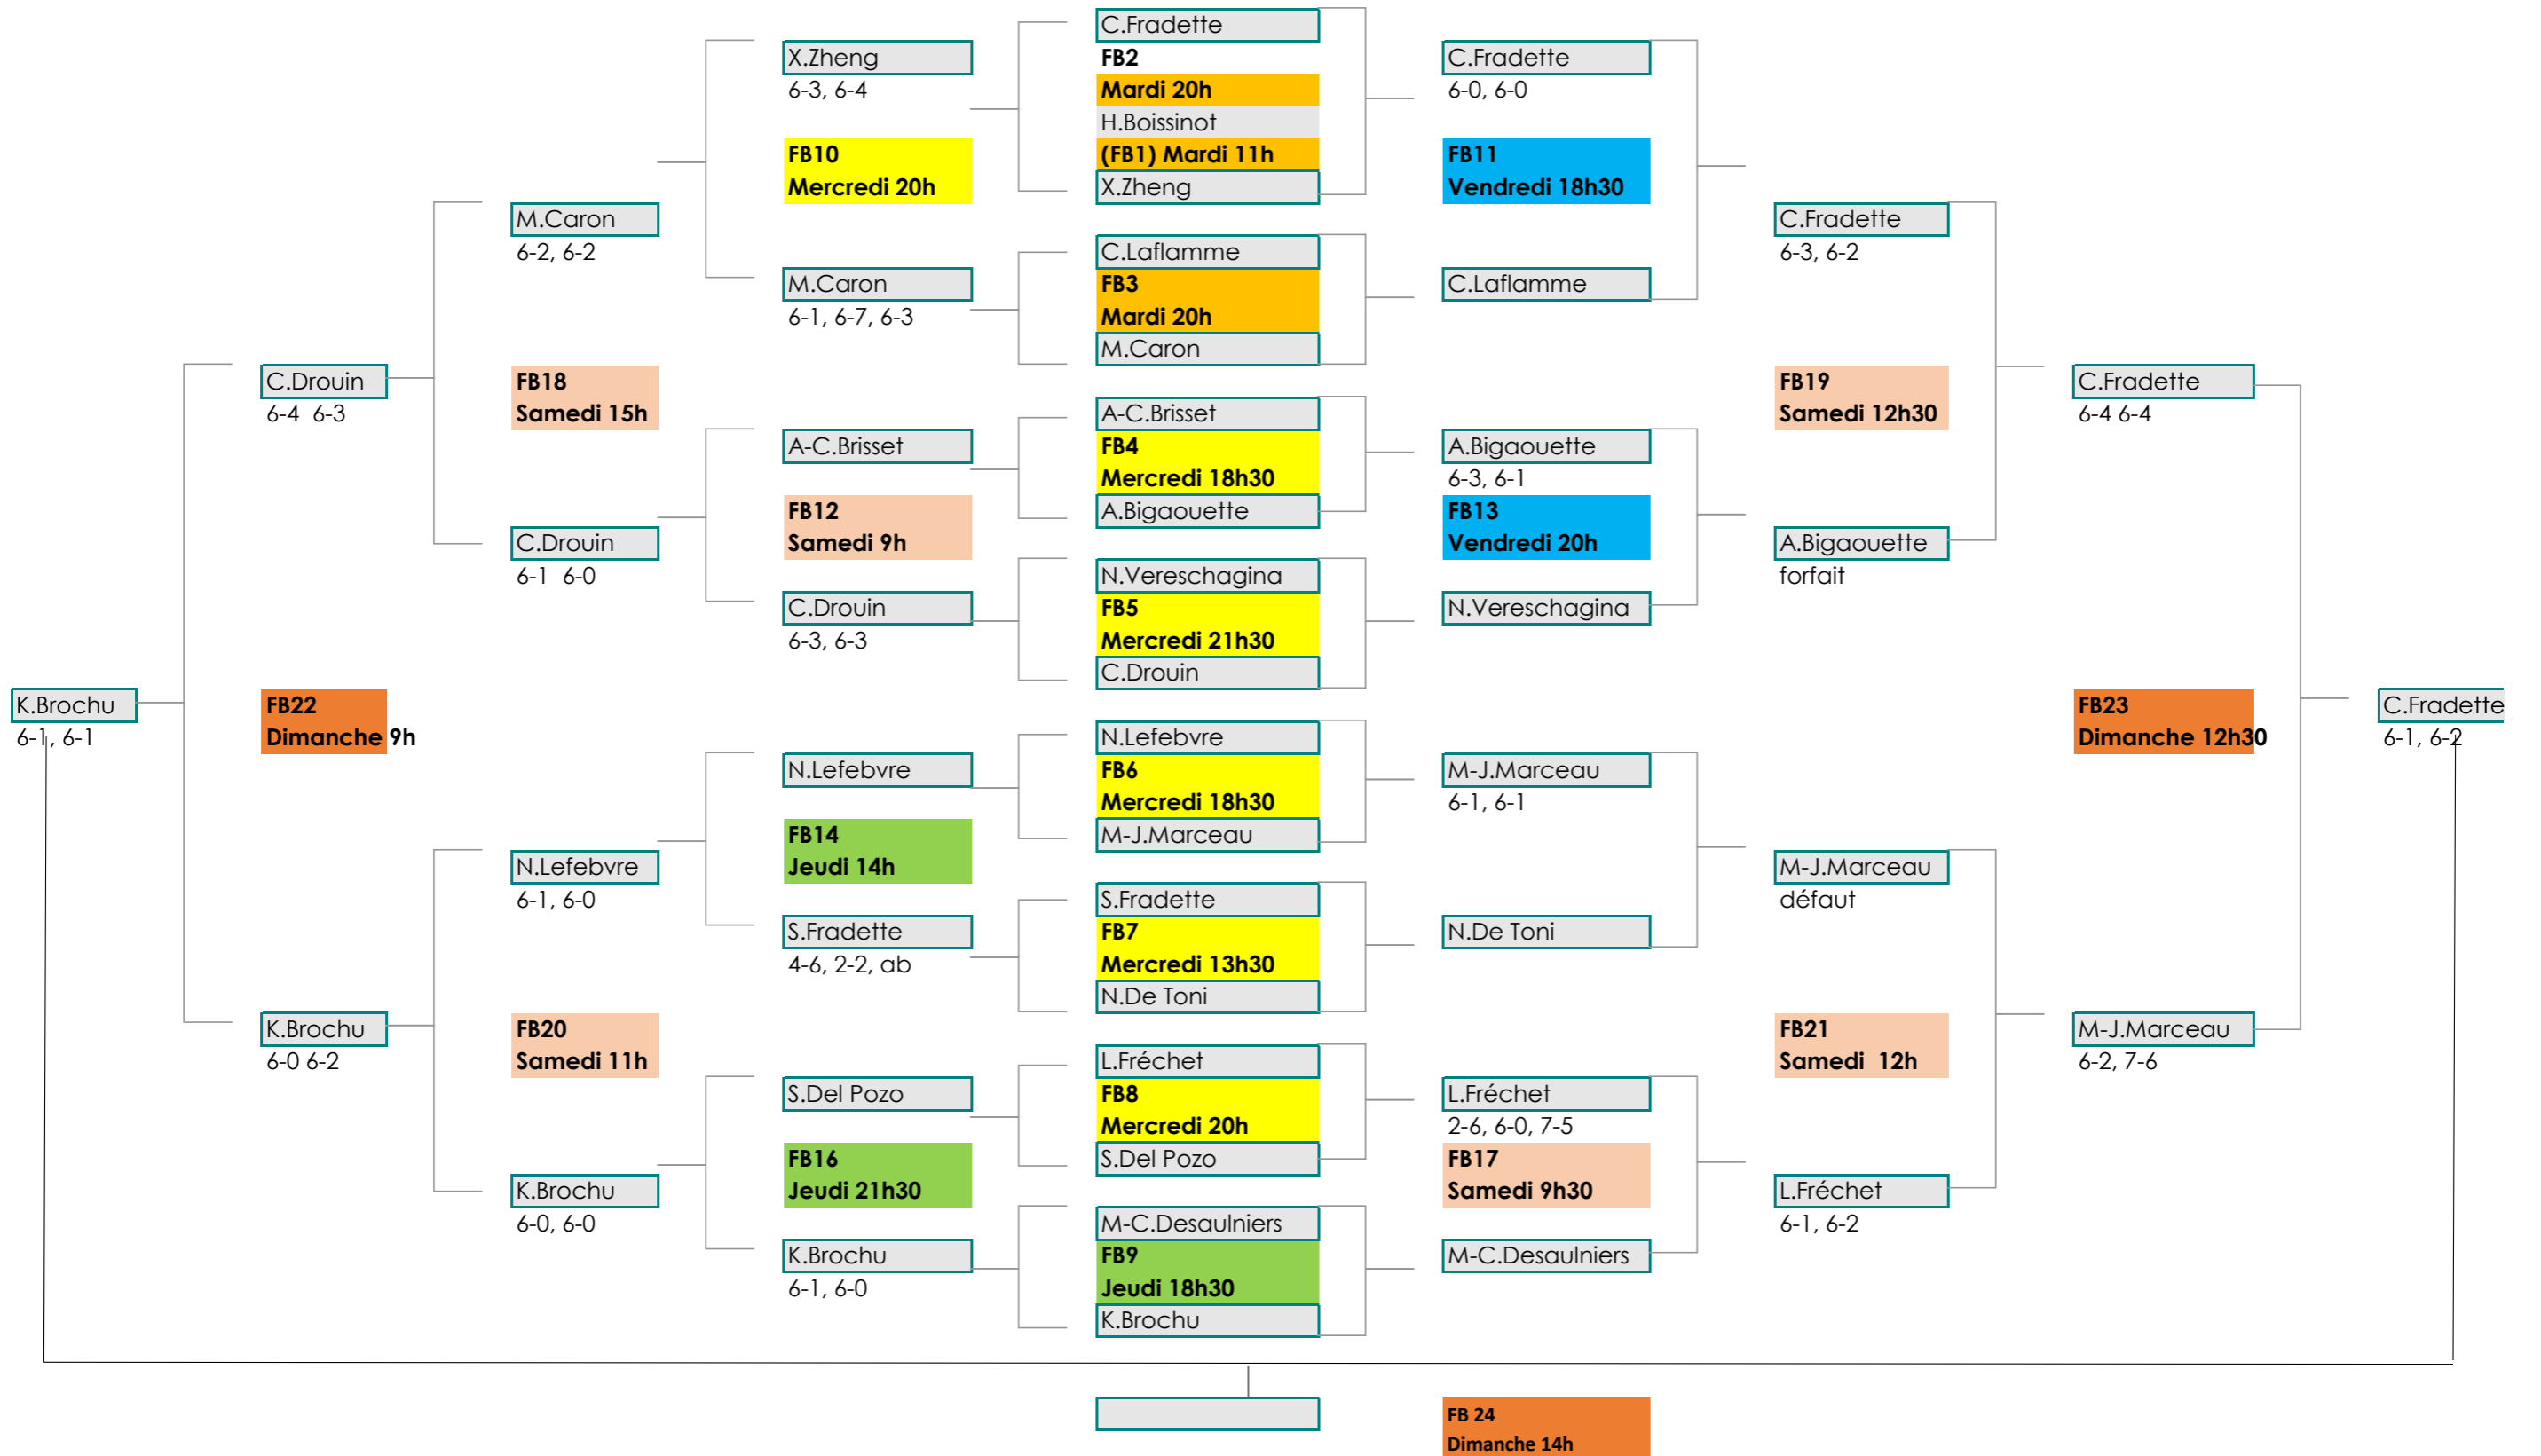 C.Fradette
X.Zheng
FB2
C.Fradette
6-3, 6-4
Mardi 20h
6-0, 6-0
H.Boissinot
FB10
(FB1) Mardi 11h
FB11
Mercredi 20h
X.Zheng
Vendredi 18h30
M.Caron
C.Fradette
6-2, 6-2
C.Laflamme
6-3, 6-2
M.Caron
FB3
C.Laflamme
6-1, 6-7, 6-3
Mardi 20h
M.Caron
C.Drouin
FB18
FB19
C.Fradette
6-4 6-3
Samedi 15h
A-C.Brisset
Samedi 12h30
6-4 6-4
A-C.Brisset
FB4
A.Bigaouette
Mercredi 18h30
6-3, 6-1
FB12
A.Bigaouette
FB13
C.Drouin
Samedi 9h
Vendredi 20h
A.Bigaouette
6-1 6-0
N.Vereschagina
forfait
C.Drouin
FB5
N.Vereschagina
6-3, 6-3
Mercredi 21h30
C.Drouin
K.Brochu
FB22
FB23
C.Fradette
6-1, 6-1
Dimanche 9h
N.Lefebvre
Dimanche 12h30
6-1, 6-2
N.Lefebvre
FB6
M-J.Marceau
Mercredi 18h30
6-1, 6-1
FB14
M-J.Marceau
N.Lefebvre
Jeudi 14h
M-J.Marceau
6-1, 6-0
S.Fradette
défaut
S.Fradette
FB7
N.De Toni
4-6, 2-2, ab
Mercredi 13h30
N.De Toni
K.Brochu
FB20
FB21
M-J.Marceau
6-0 6-2
Samedi 11h
L.Fréchet
Samedi 12h
6-2, 7-6
S.Del Pozo
FB8
L.Fréchet
Mercredi 20h
2-6, 6-0, 7-5
FB16
S.Del Pozo
FB17
K.Brochu
Jeudi 21h30
Samedi 9h30
L.Fréchet
6-0, 6-0
M-C.Desaulniers
6-1, 6-2
K.Brochu
FB9
M-C.Desaulniers
6-1, 6-0
Jeudi 18h30
K.Brochu
FB 24
Dimanche 14h